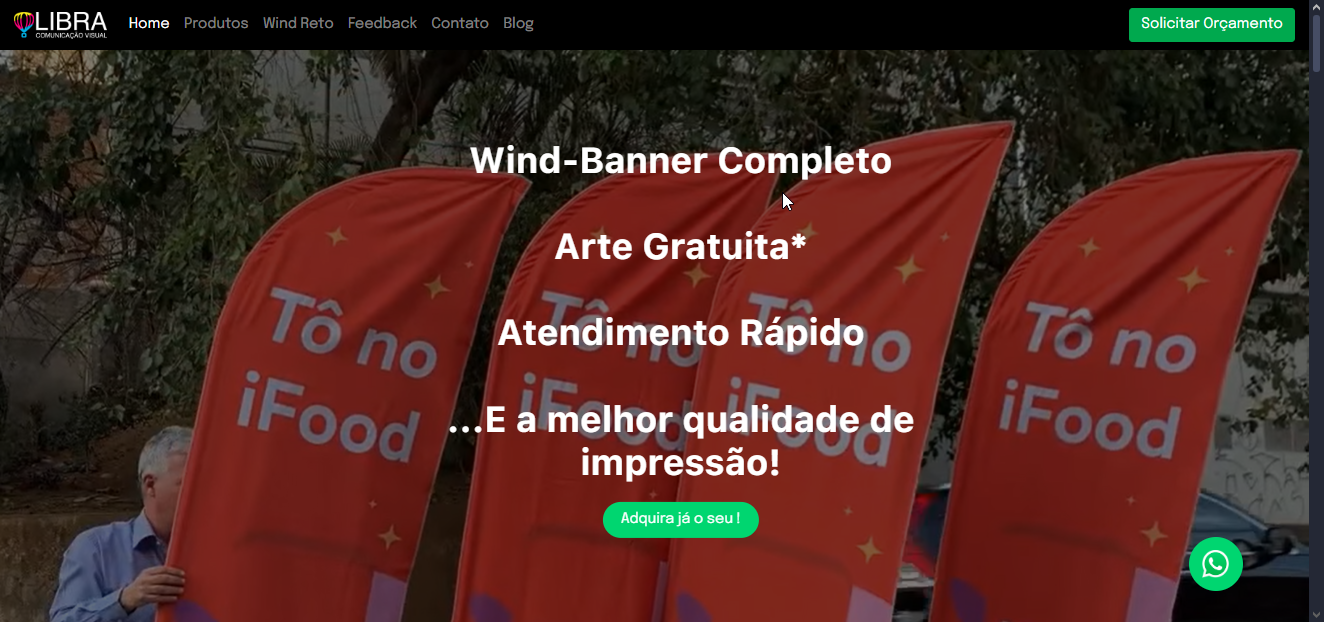 LIBRA
COMUNICAÇÃO VISUAL
Home Produtos Wind Reto Feedback Contato Blog
Solicitar Orçamento
Wind-Banner Completo
Arte Gratuita*
Atendimento Rápido
...E a melhor qualidade de
impressão!
Adquira já o seu !
Tô no
iFood
Tô no
iFood
Tô no
iFood
Tô no
iFood